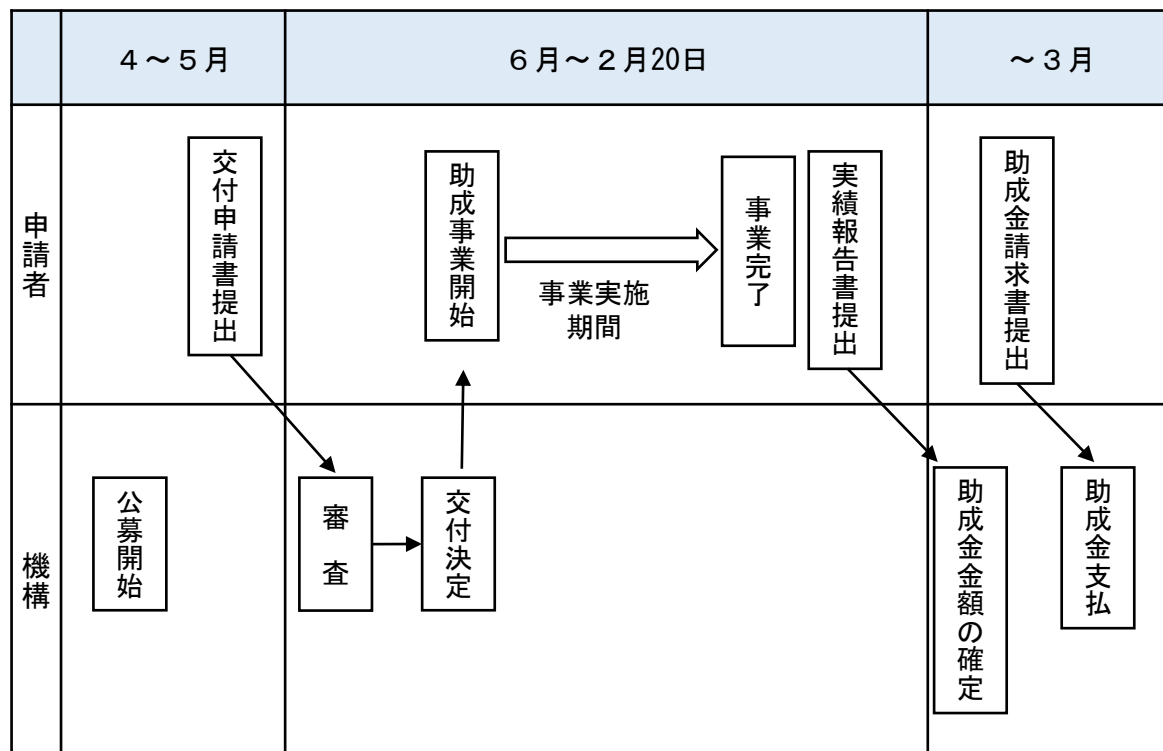 ４～５月
６月～２月20日
～３月
申請者
交付申請書提出
助成事業開始
事業実施
期間
事業完了
実績報告書提出
助成金請求書提出
機構
公募開始
審査
交付決定
助成金金額の確定
助成金支払